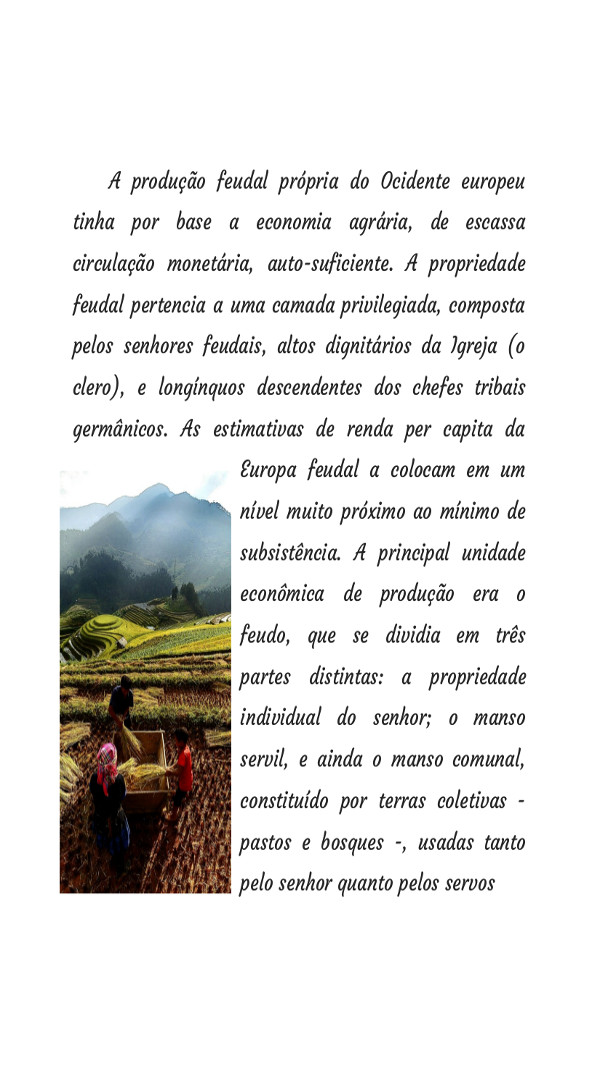 A produção feudal própria do Ocidente europeu
tinha por base a economia agrária, de escassa
circulação monetária, auto-suficiente. A propriedade
feudal pertencia a uma camada privilegiada, composta
pelos senhores feudais, altos dignitários da Igreja (o
clero), e longínquos descendentes dos chefes tribais
germânicos. As estimativas de renda per capita da
Europa feudal a colocam em um
nível muito próximo ao mínimo de
subsistência. A principal unidade
econômica de produção era o
feudo, que se dividia em três
partes distintas: a propriedade
individual do senhor; o manso
servil, e ainda o manso comunal,
constituído por terras coletivas -
pastos e bosques -, usadas tanto
pelo senhor quanto pelos servos